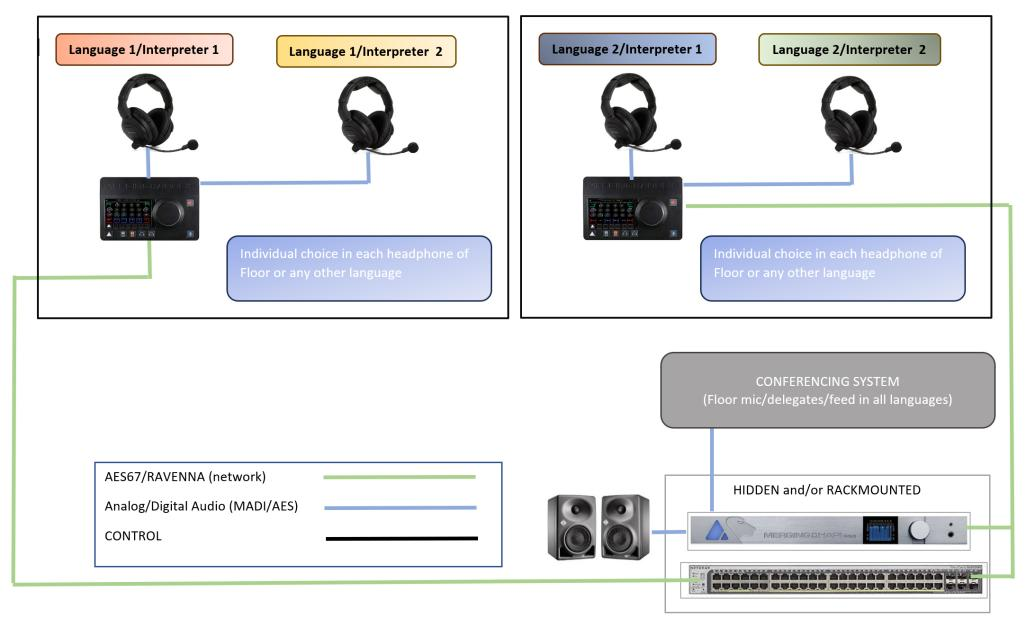 Language 1/Interpreter 1
Language 1/Interpreter 2
Language 2/Interpreter 1
Language 2/Interpreter 2
Individual choice in each headphone of
Floor or any other language
Individual choice in each headphone of
Floor or any other language
CONFERENCING SYSTEM
(Floor mic/delegates/feed in all languages)
AES67/RAVENNA (network)
Analog/Digital Audio (MADI/AES)
CONTROL
HIDDEN and/or RACKMOUNTED
MERGING+HAPI
NETGEAR